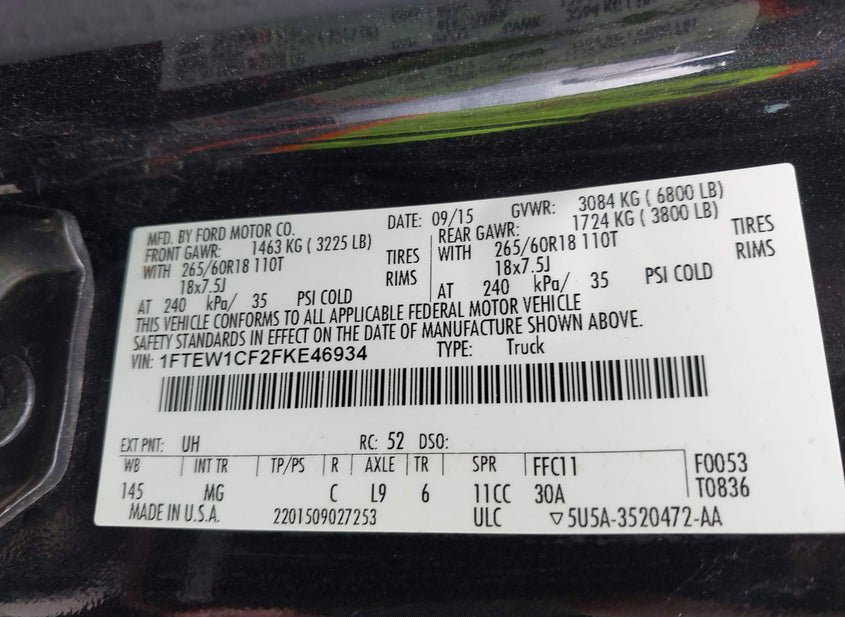 MFD. BY FORD MOTOR CO. DATE: 09/15 GVWR: 3084 KG ( 6800 LB)
FRONT GAWR: 1463 KG ( 3225 LB) REAR GAWR: 1724 KG ( 3800 LB)
WITH 265/60R18 110T TIRES WITH 265/60R18 110T TIRES
18x7.5J RIMS 18x7.5J RIMS
AT 240 kPa/ 35 PSI COLD AT 240 kPa/ 35 PSI COLD
THIS VEHICLE CONFORMS TO ALL APPLICABLE FEDERAL MOTOR VEHICLE
SAFETY STANDARDS IN EFFECT ON THE DATE OF MANUFACTURE SHOWN ABOVE.
VIN: 1FTEW1CF2FKE46934 TYPE: Truck
EXT PNT: UH RC: 52 DSO:
WB INT TR TP/PS R AXLE TR SPR FFC11 F0053
145 MG C L9 6 11CC 30A T0836
MADE IN U.S.A. 2201509027253 ULC ▽5U5A-3520472-AA